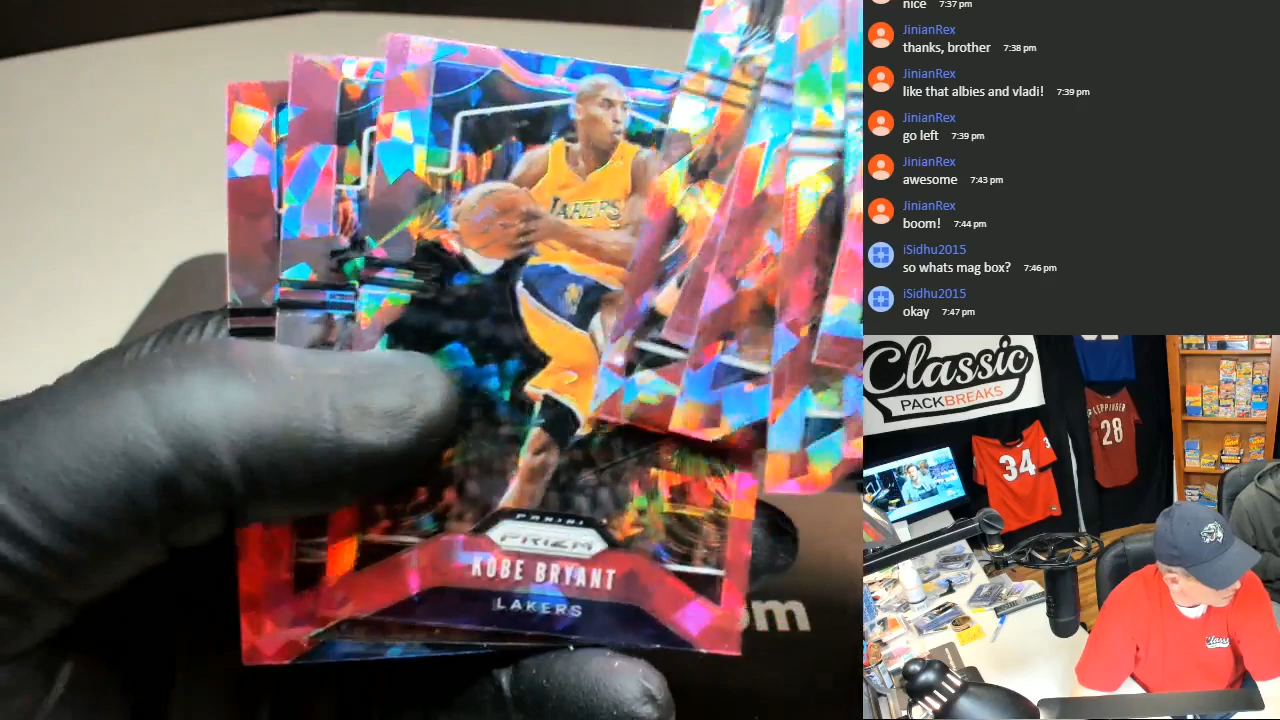 nice 7:37 pm
JinianRex
thanks, brother 7:38 pm
JinianRex
like that albies and vladi! 7:39 pm
JinianRex
go left 7:39 pm
JinianRex
awesome 7:43 pm
JinianRex
boom! 7:44 pm
iSidhu2015
so whats mag box? 7:46 pm
iSidhu2015
okay 7:47 pm
LAKERS
PANINI
PRIZM
KOBE BRYANT
LAKERS
om
Classic
PACKBREAKS
KLEPPINGER
28
34
Classic